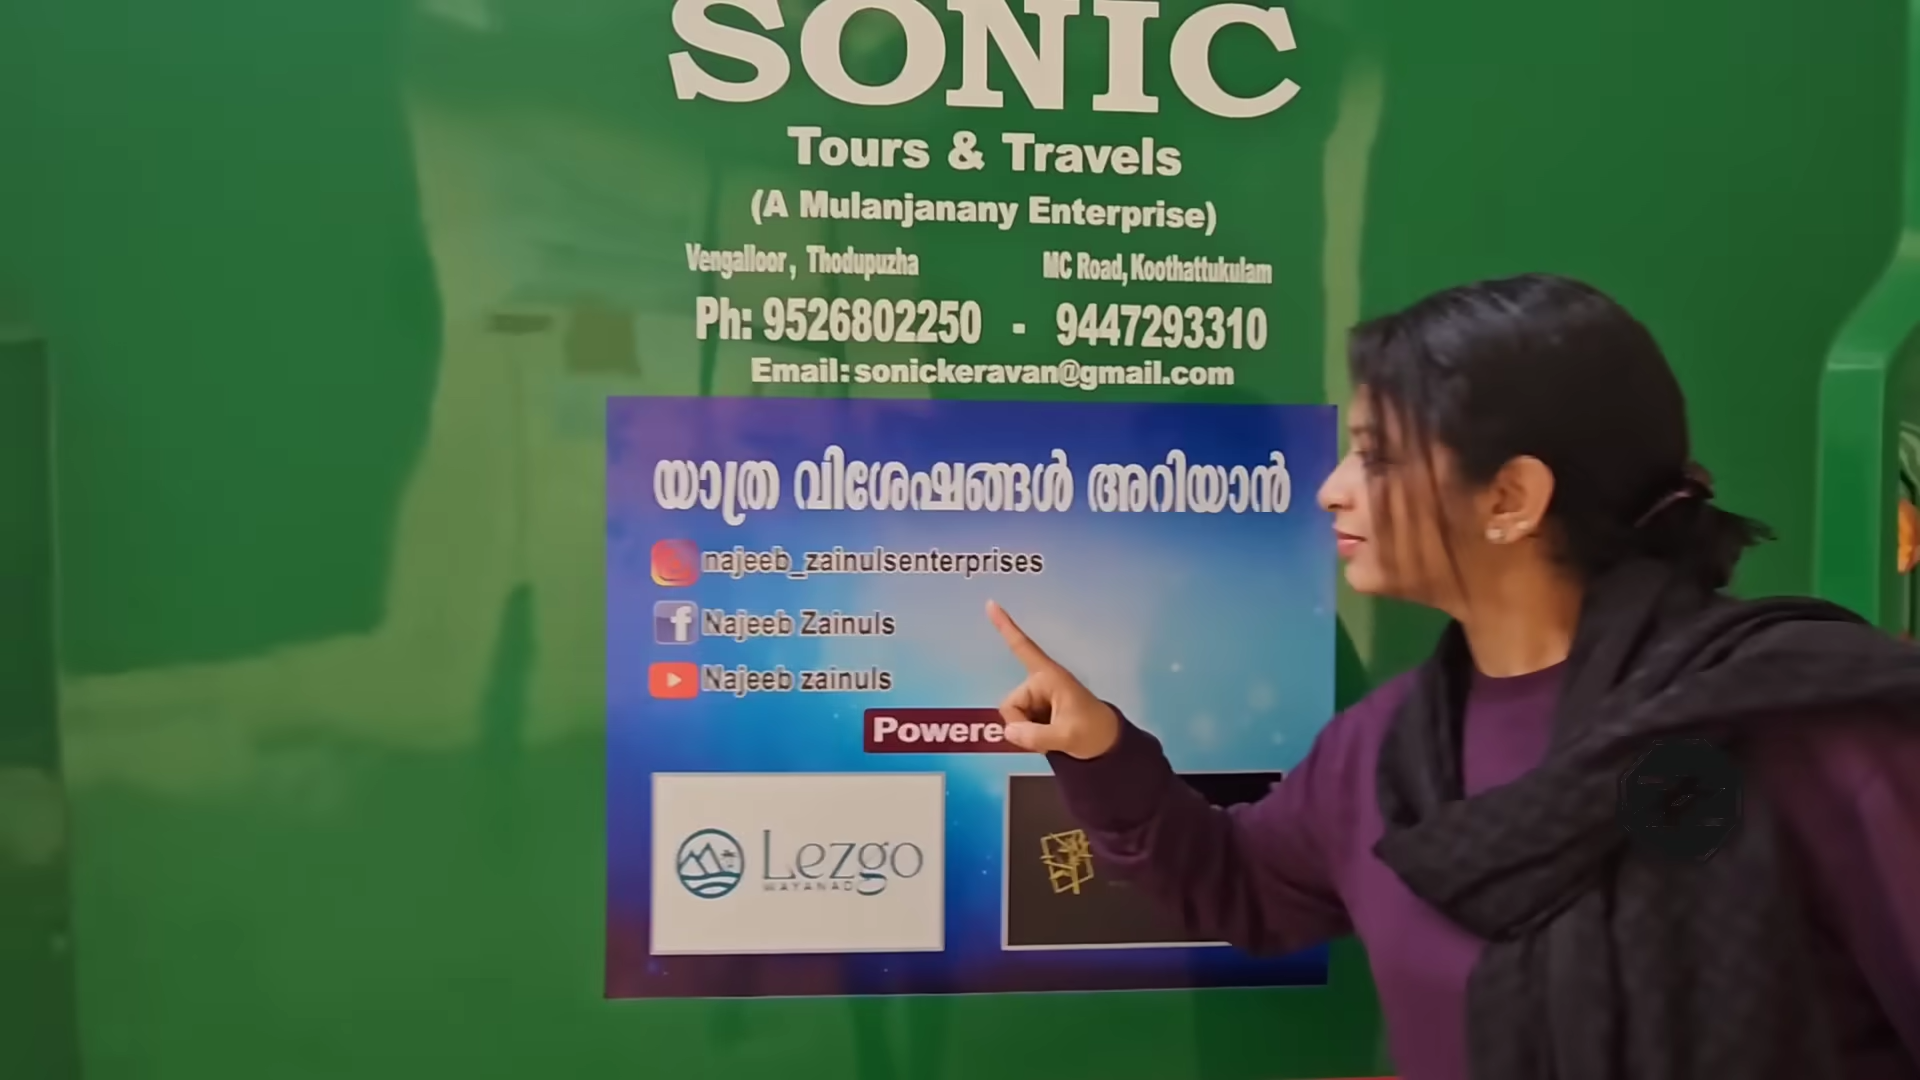 SONIC
Tours & Travels
(A Mulanjanany Enterprise)
Vengalloor, Thodupuzha MC Road, Koothattukulam
Ph: 9526802250 - 9447293310
Email: sonickeravan@gmail.com
യാത്ര വിശേഷങ്ങൾ അറിയാൻ
najeeb_zainulsenterprises
Najeeb Zainuls
Najeeb zainuls
Lezgo
WAYANAD